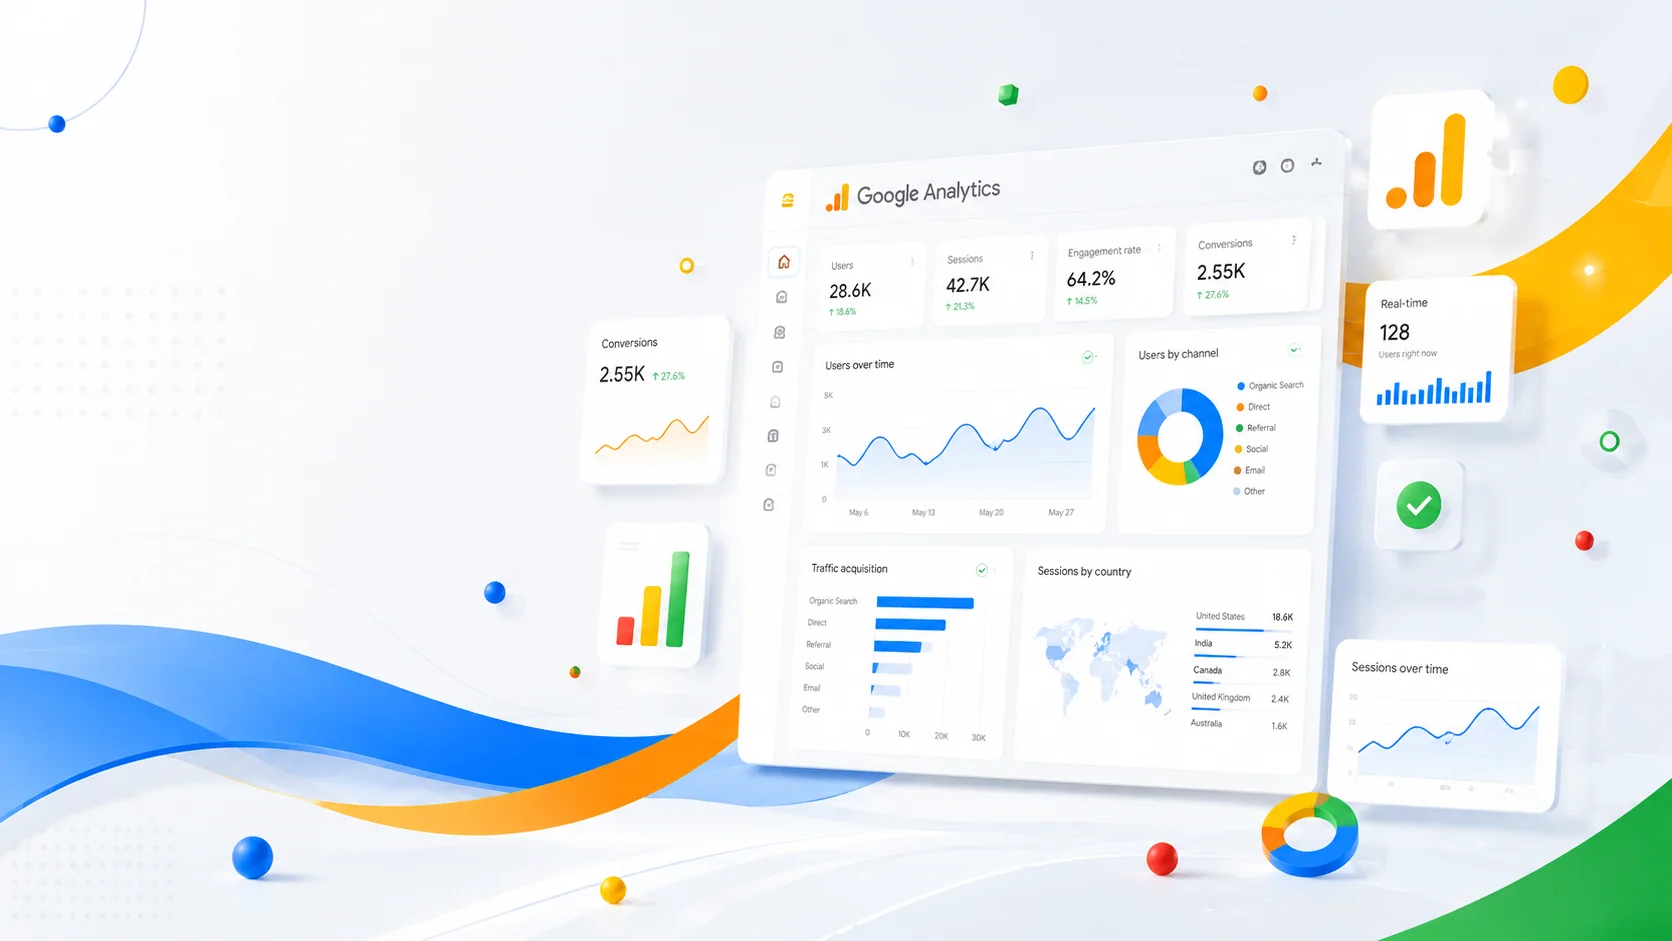 Google Analytics
Users
28.6K
↑ 18.6%
Sessions
42.7K
↑ 21.3%
Engagement rate
64.2%
↑ 14.5%
Conversions
2.55K
↑ 27.6%
Conversions
2.55K ↑ 27.6%
Users over time
9K
3K
1K
0
May 6 May 13 May 20 May 27
Users by channel
Organic Search
Direct
Referral
Social
Email
Other
Traffic acquisition
Organic Search
Direct
Referral
Social
Email
Other
0 10K 20K 30K
Sessions by country
United States 18.6K
India 5.2K
Canada 2.8K
United Kingdom 2.4K
Australia 1.6K
Real-time
128
Users right now
Sessions over time